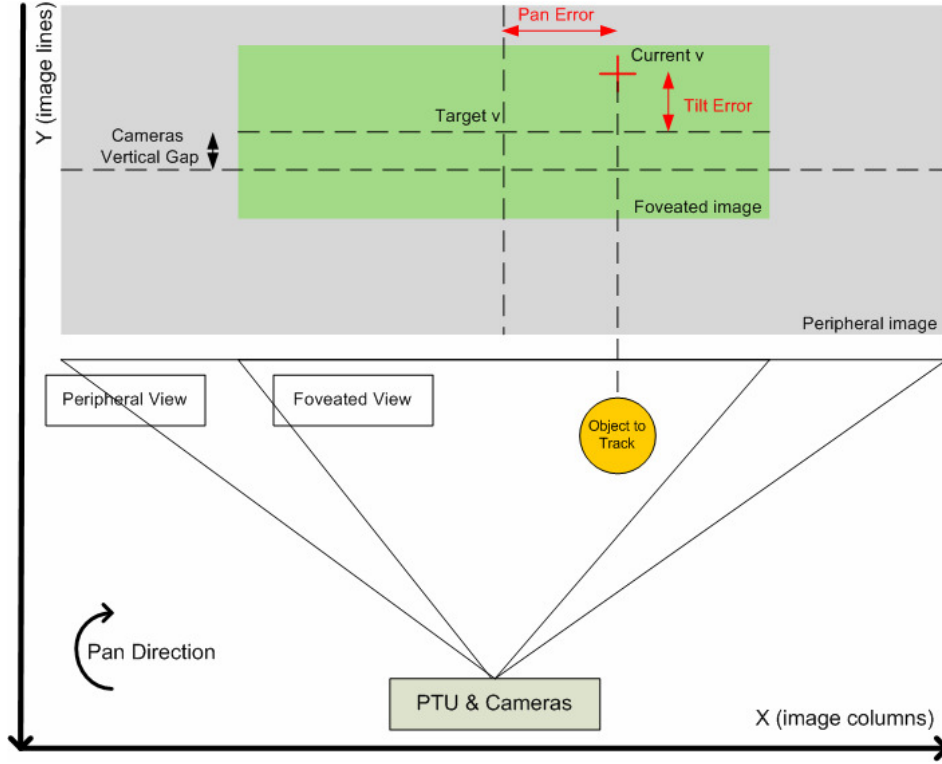 Y (image lines)
Pan Error
Current v
Tilt Error
Target v
Cameras
Vertical Gap
Foveated image
Peripheral image
Peripheral View
Foveated View
Object to
Track
Pan Direction
PTU & Cameras
X (image columns)